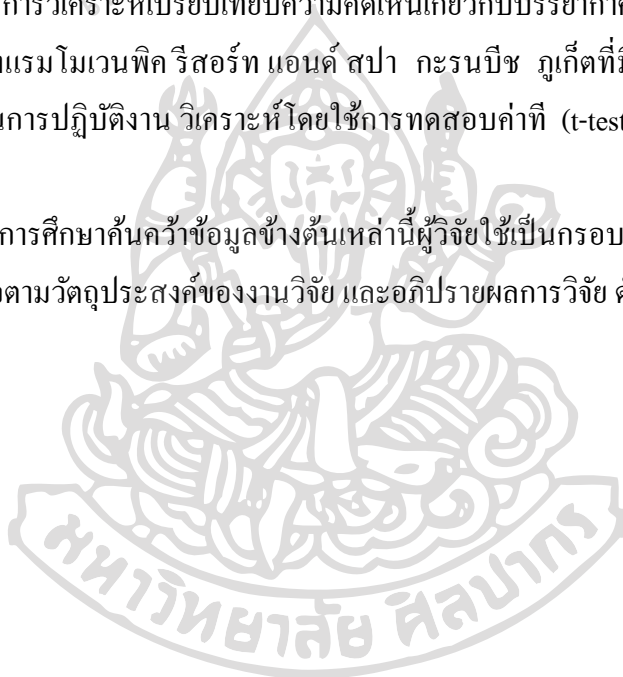 การวิเคราะห์เปรียบเทียบความคิดเห็นเกี่ยวกับบรรยากาศ
แรมโมเวนพิค รีสอร์ท แอนด์ สปา กะรนบีช ภูเก็ตที่
การปฏิบัติงาน วิเคราะห์โดยใช้การทดสอบค่าที (t-test
การศึกษาค้นคว้าข้อมูลข้างต้นเหล่านี้ผู้วิจัยใช้เป็นกรอบ
ตามวัตถุประสงค์ของงานวิจัย และอภิปรายผลการวิจัย
มหาวิทยาลัย ศิลปากร